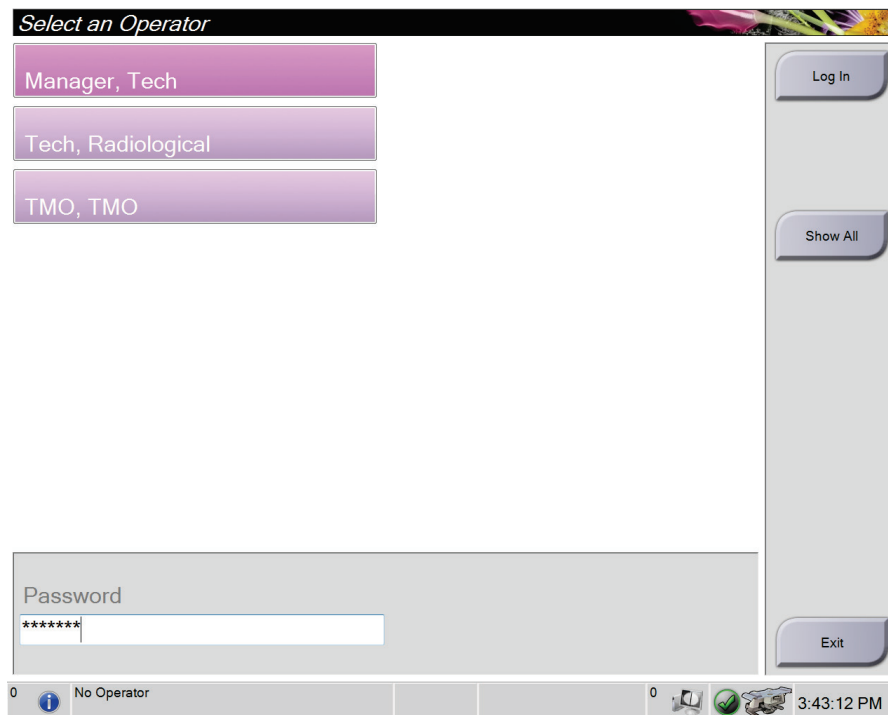 Select an Operator
Manager, Tech
Log In
Tech, Radiological
TMO, TMO
Show All
Password
*******
Exit
0 No Operator 0 3:43:12 PM